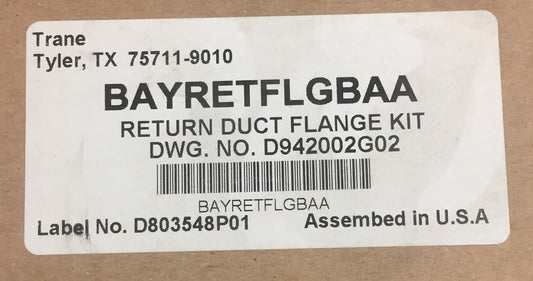 Trane
Tyler, TX 75711-9010
BAYRETFLGBAA
RETURN DUCT FLANGE KIT
DWG. NO. D942002G02
BAYRETFLGBAA
Label No. D803548P01 Assembed in U.S.A